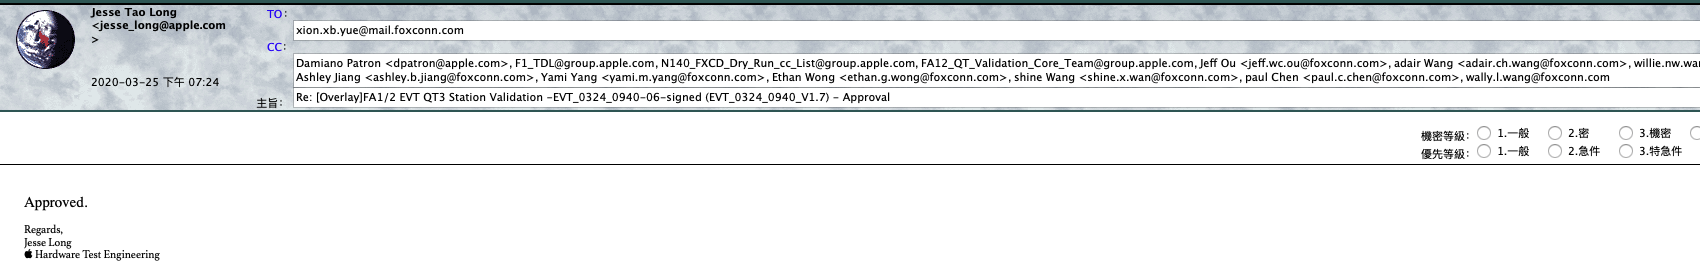 Jesse Tao Long
<jesse_long@apple.com
>
2020-03-25 下午 07:24
TO:
xion.xb.yue@mail.foxconn.com
CC:
Damiano Patron <dpatron@apple.com>, F1_TDL@group.apple.com, N140_FXCD_Dry_Run_cc_List@group.apple.com, FA12_QT_Validation_Core_Team@group.apple.com, Jeff Ou <jeff.wc.ou@foxconn.com>, adair Wang <adair.ch.wang@foxconn.com>, willie.nw.wan
Ashley Jiang <ashley.b.jiang@foxconn.com>, Yami Yang <yami.m.yang@foxconn.com>, Ethan Wong <ethan.g.wong@foxconn.com>, shine Wang <shine.x.wan@foxconn.com>, paul Chen <paul.c.chen@foxconn.com>, wally.l.wang@foxconn.com
主旨: Re: [Overlay]FA1/2 EVT QT3 Station Validation -EVT_0324_0940-06-signed (EVT_0324_0940_V1.7) - Approval
機密等級: 1.一般 2.密 3.機密
優先等級: 1.一般 2.急件 3.特急件
Approved.
Regards,
Jesse Long
Hardware Test Engineering